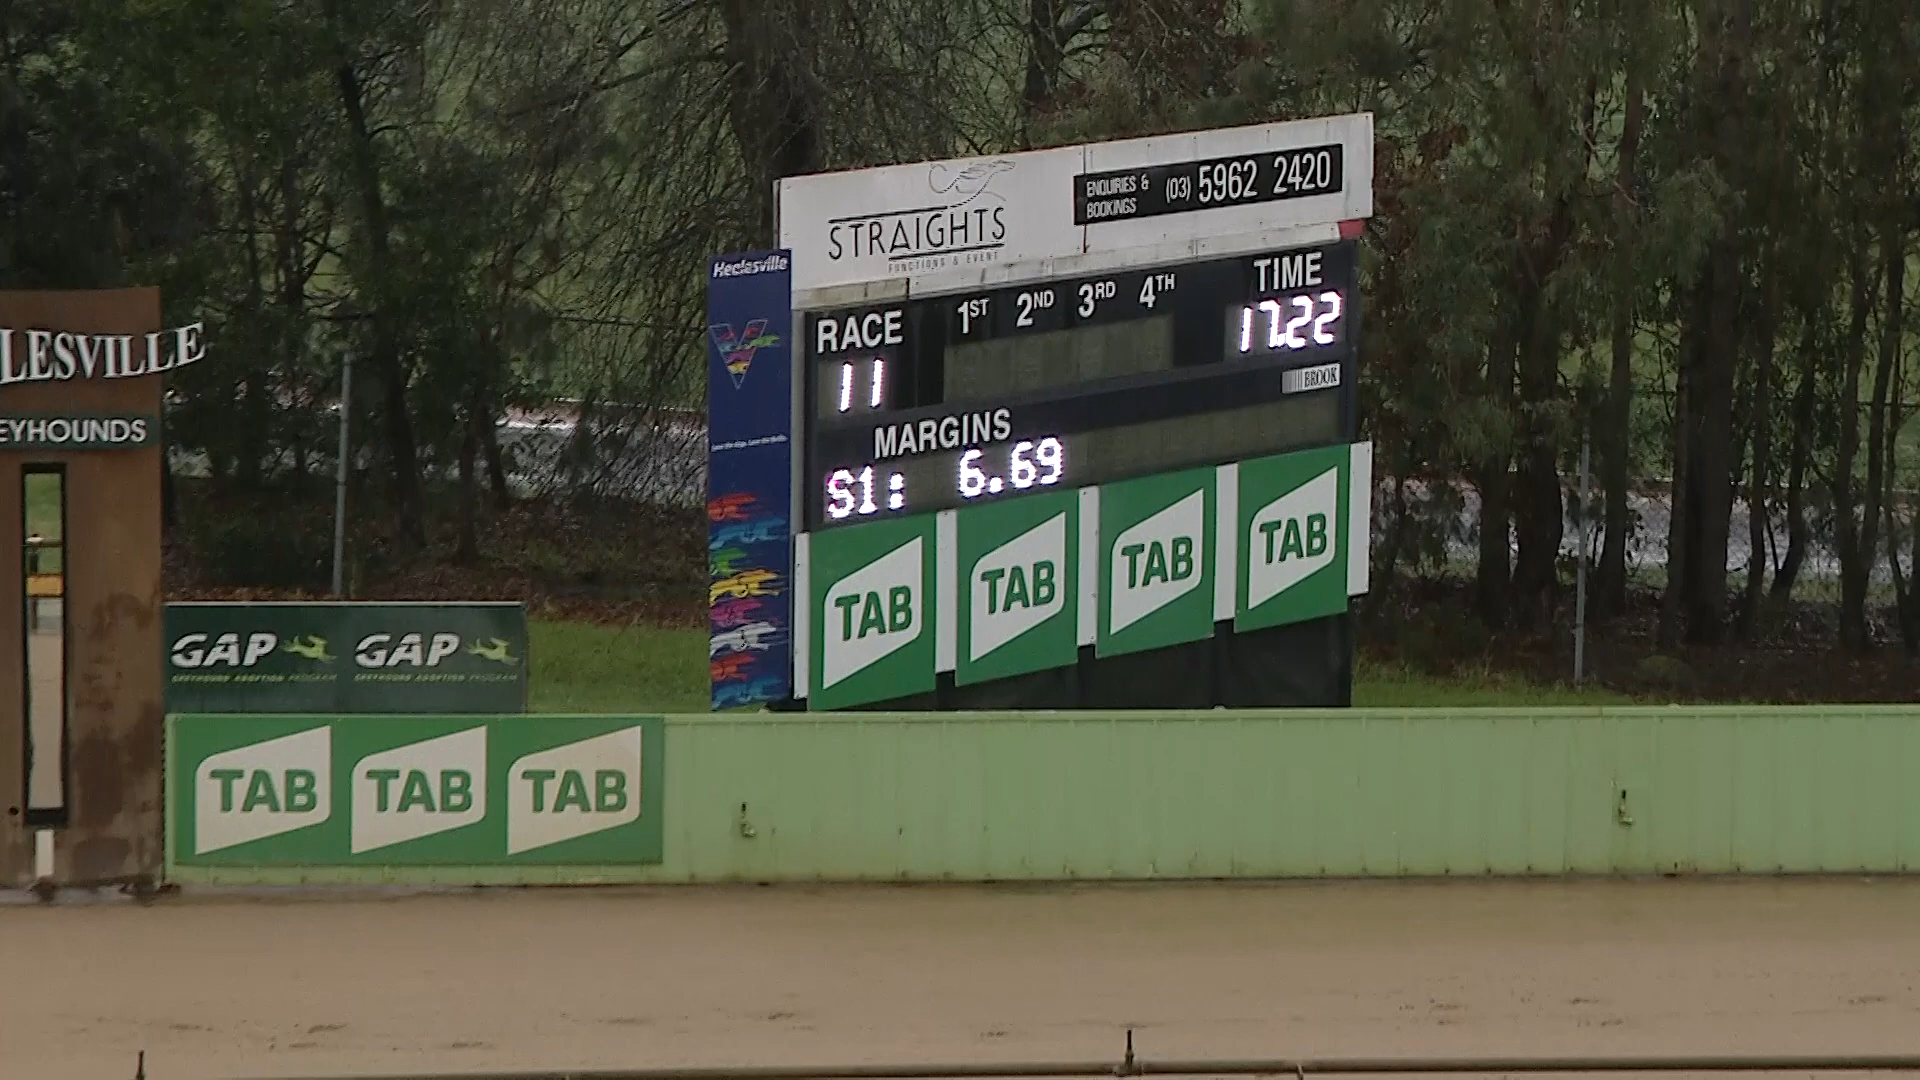 STRAIGHTS
FUNCTIONS & EVENT
ENQUIRIES & BOOKINGS (03) 5962 2420
Healesville
RACE 1ST 2ND 3RD 4TH TIME
11 17.22
BROOK
MARGINS
S1: 6.69
TAB TAB TAB TAB
LESVILLE
EYHOUNDS
GAP GAP
GREYHOUND ADOPTION PROGRAM GREYHOUND ADOPTION PROGRAM
TAB TAB TAB